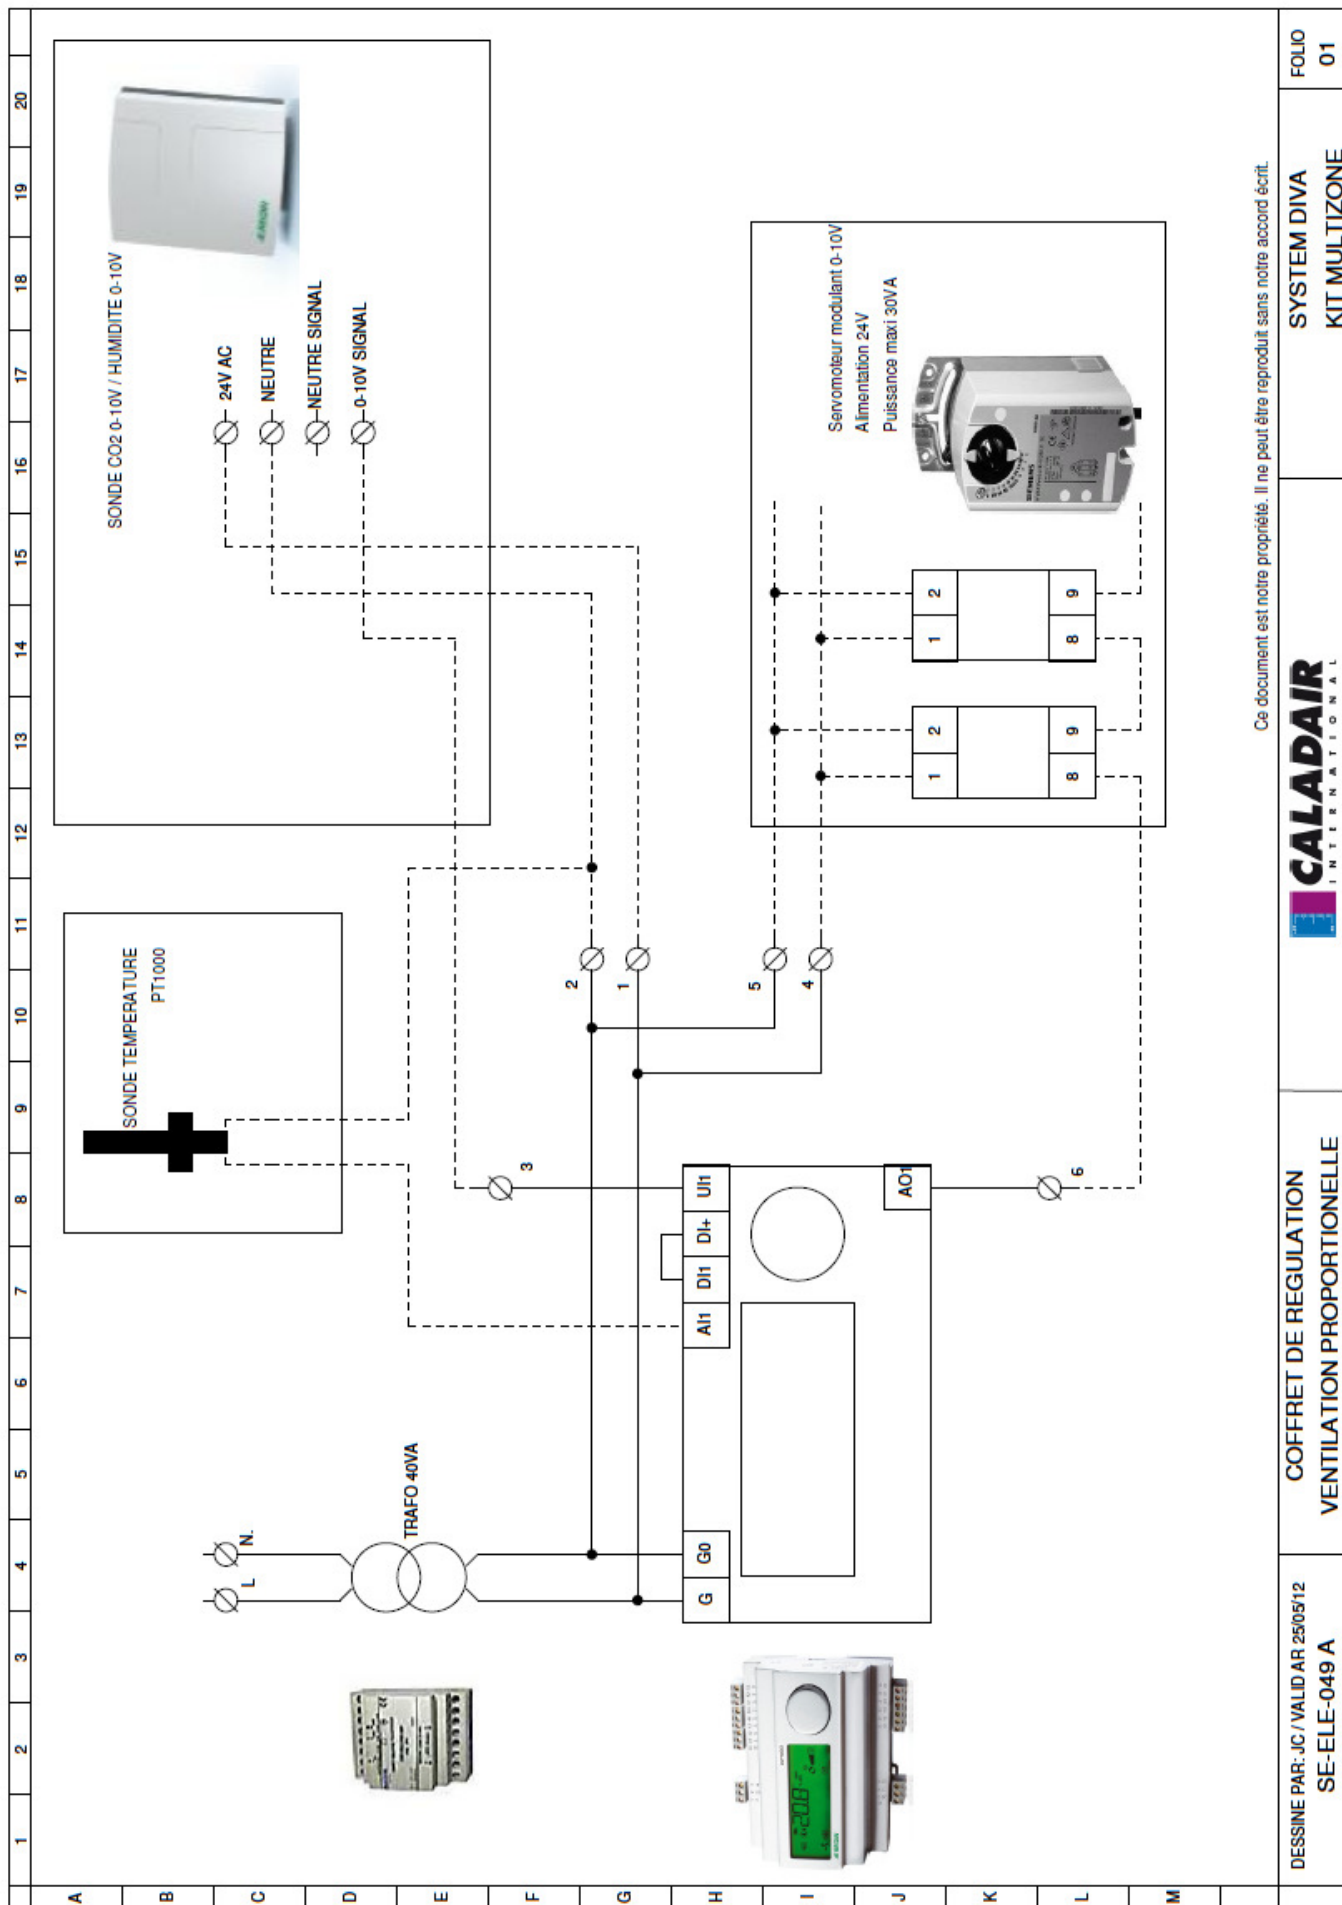 1 2 3 4 5 6 7 8 9 10 11 12 13 14 15 16 17 18 19 20
A
B
C
D
E
F
G
H
I
J
K
L
M
SONDE TEMPERATURE
PT1000
SONDE CO2 0-10V / HUMIDITE 0-10V
24V AC
NEUTRE
NEUTRE SIGNAL
0-10V SIGNAL
L
N.
TRAFO 40VA
3
2
1
5
4
6
G G0 AI1 DI1 DI+ UI1
AO1
Servomoteur modulant 0-10V
Alimentation 24V
Puissance maxi 30VA
1 2 1 2
8 9 8 9
SIEMENS
20.8
Ce document est notre propriété. Il ne peut être reproduit sans notre accord écrit.
DESSINE PAR: JC / VALID AR 25/05/12
SE-ELE-049 A
COFFRET DE REGULATION
VENTILATION PROPORTIONELLE
CALADAIR
INTERNATIONAL
SYSTEM DIVA
KIT MULTIZONE
FOLIO
01